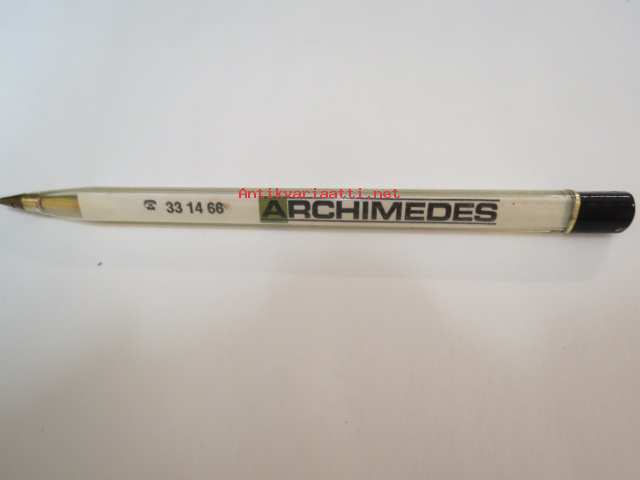 Antikvariaatti.net
☎ 33 14 66 ARCHIMEDES